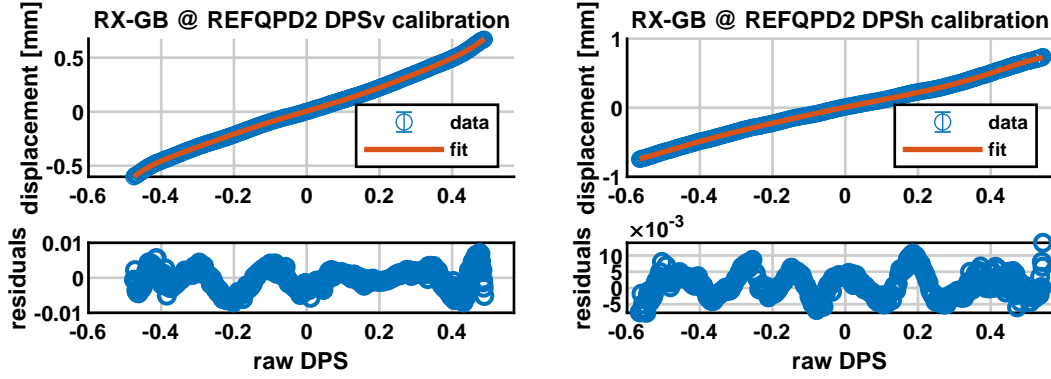 RX-GB @ REFQPD2 DPSv calibration
displacement [mm]
0.5
0
-0.5
-0.6 -0.4 -0.2 0 0.2 0.4
data
fit
residuals
0.01
0
-0.01
-0.6 -0.4 -0.2 0 0.2 0.4
raw DPS
RX-GB @ REFQPD2 DPSh calibration
displacement [mm]
1
0
-1
-0.6 -0.4 -0.2 0 0.2 0.4
data
fit
×10-3
residuals
10
5
0
-5
-0.6 -0.4 -0.2 0 0.2 0.4
raw DPS